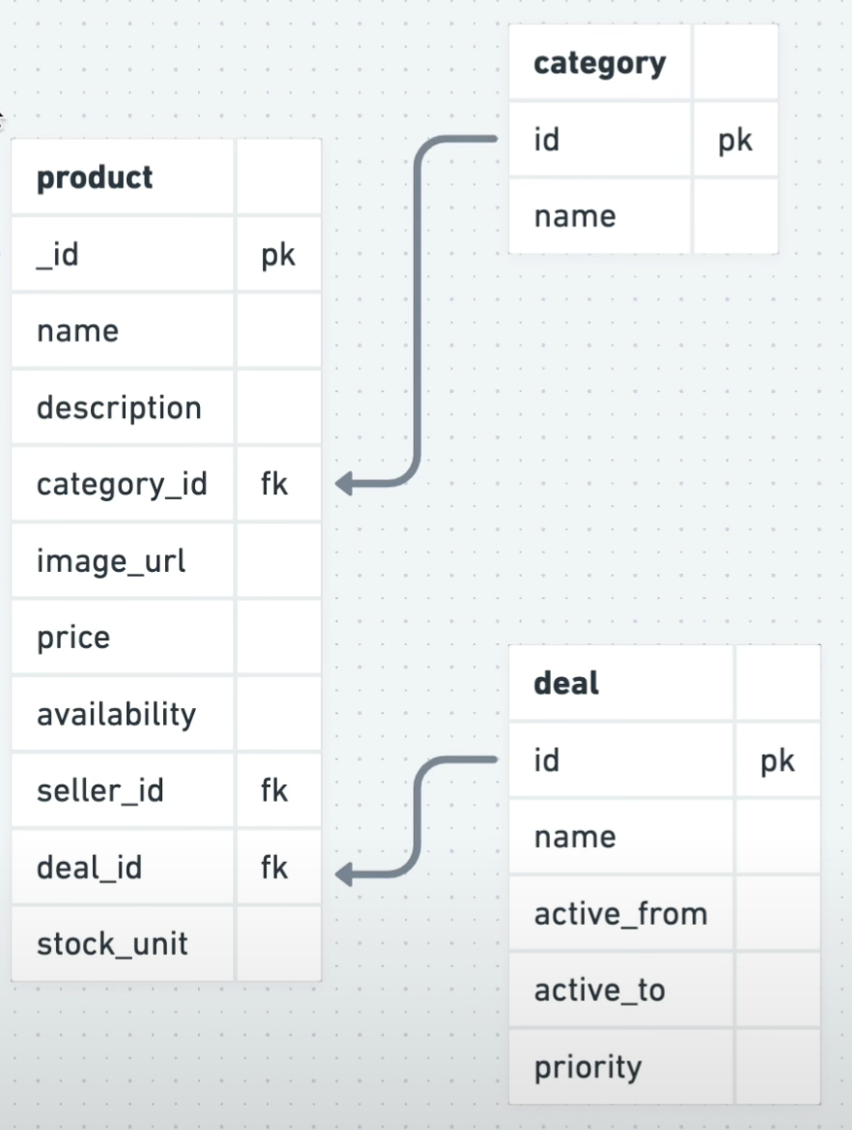 product
_id pk
name
description
category_id fk
image_url
price
availability
seller_id fk
deal_id fk
stock_unit
category
id pk
name
deal
id pk
name
active_from
active_to
priority